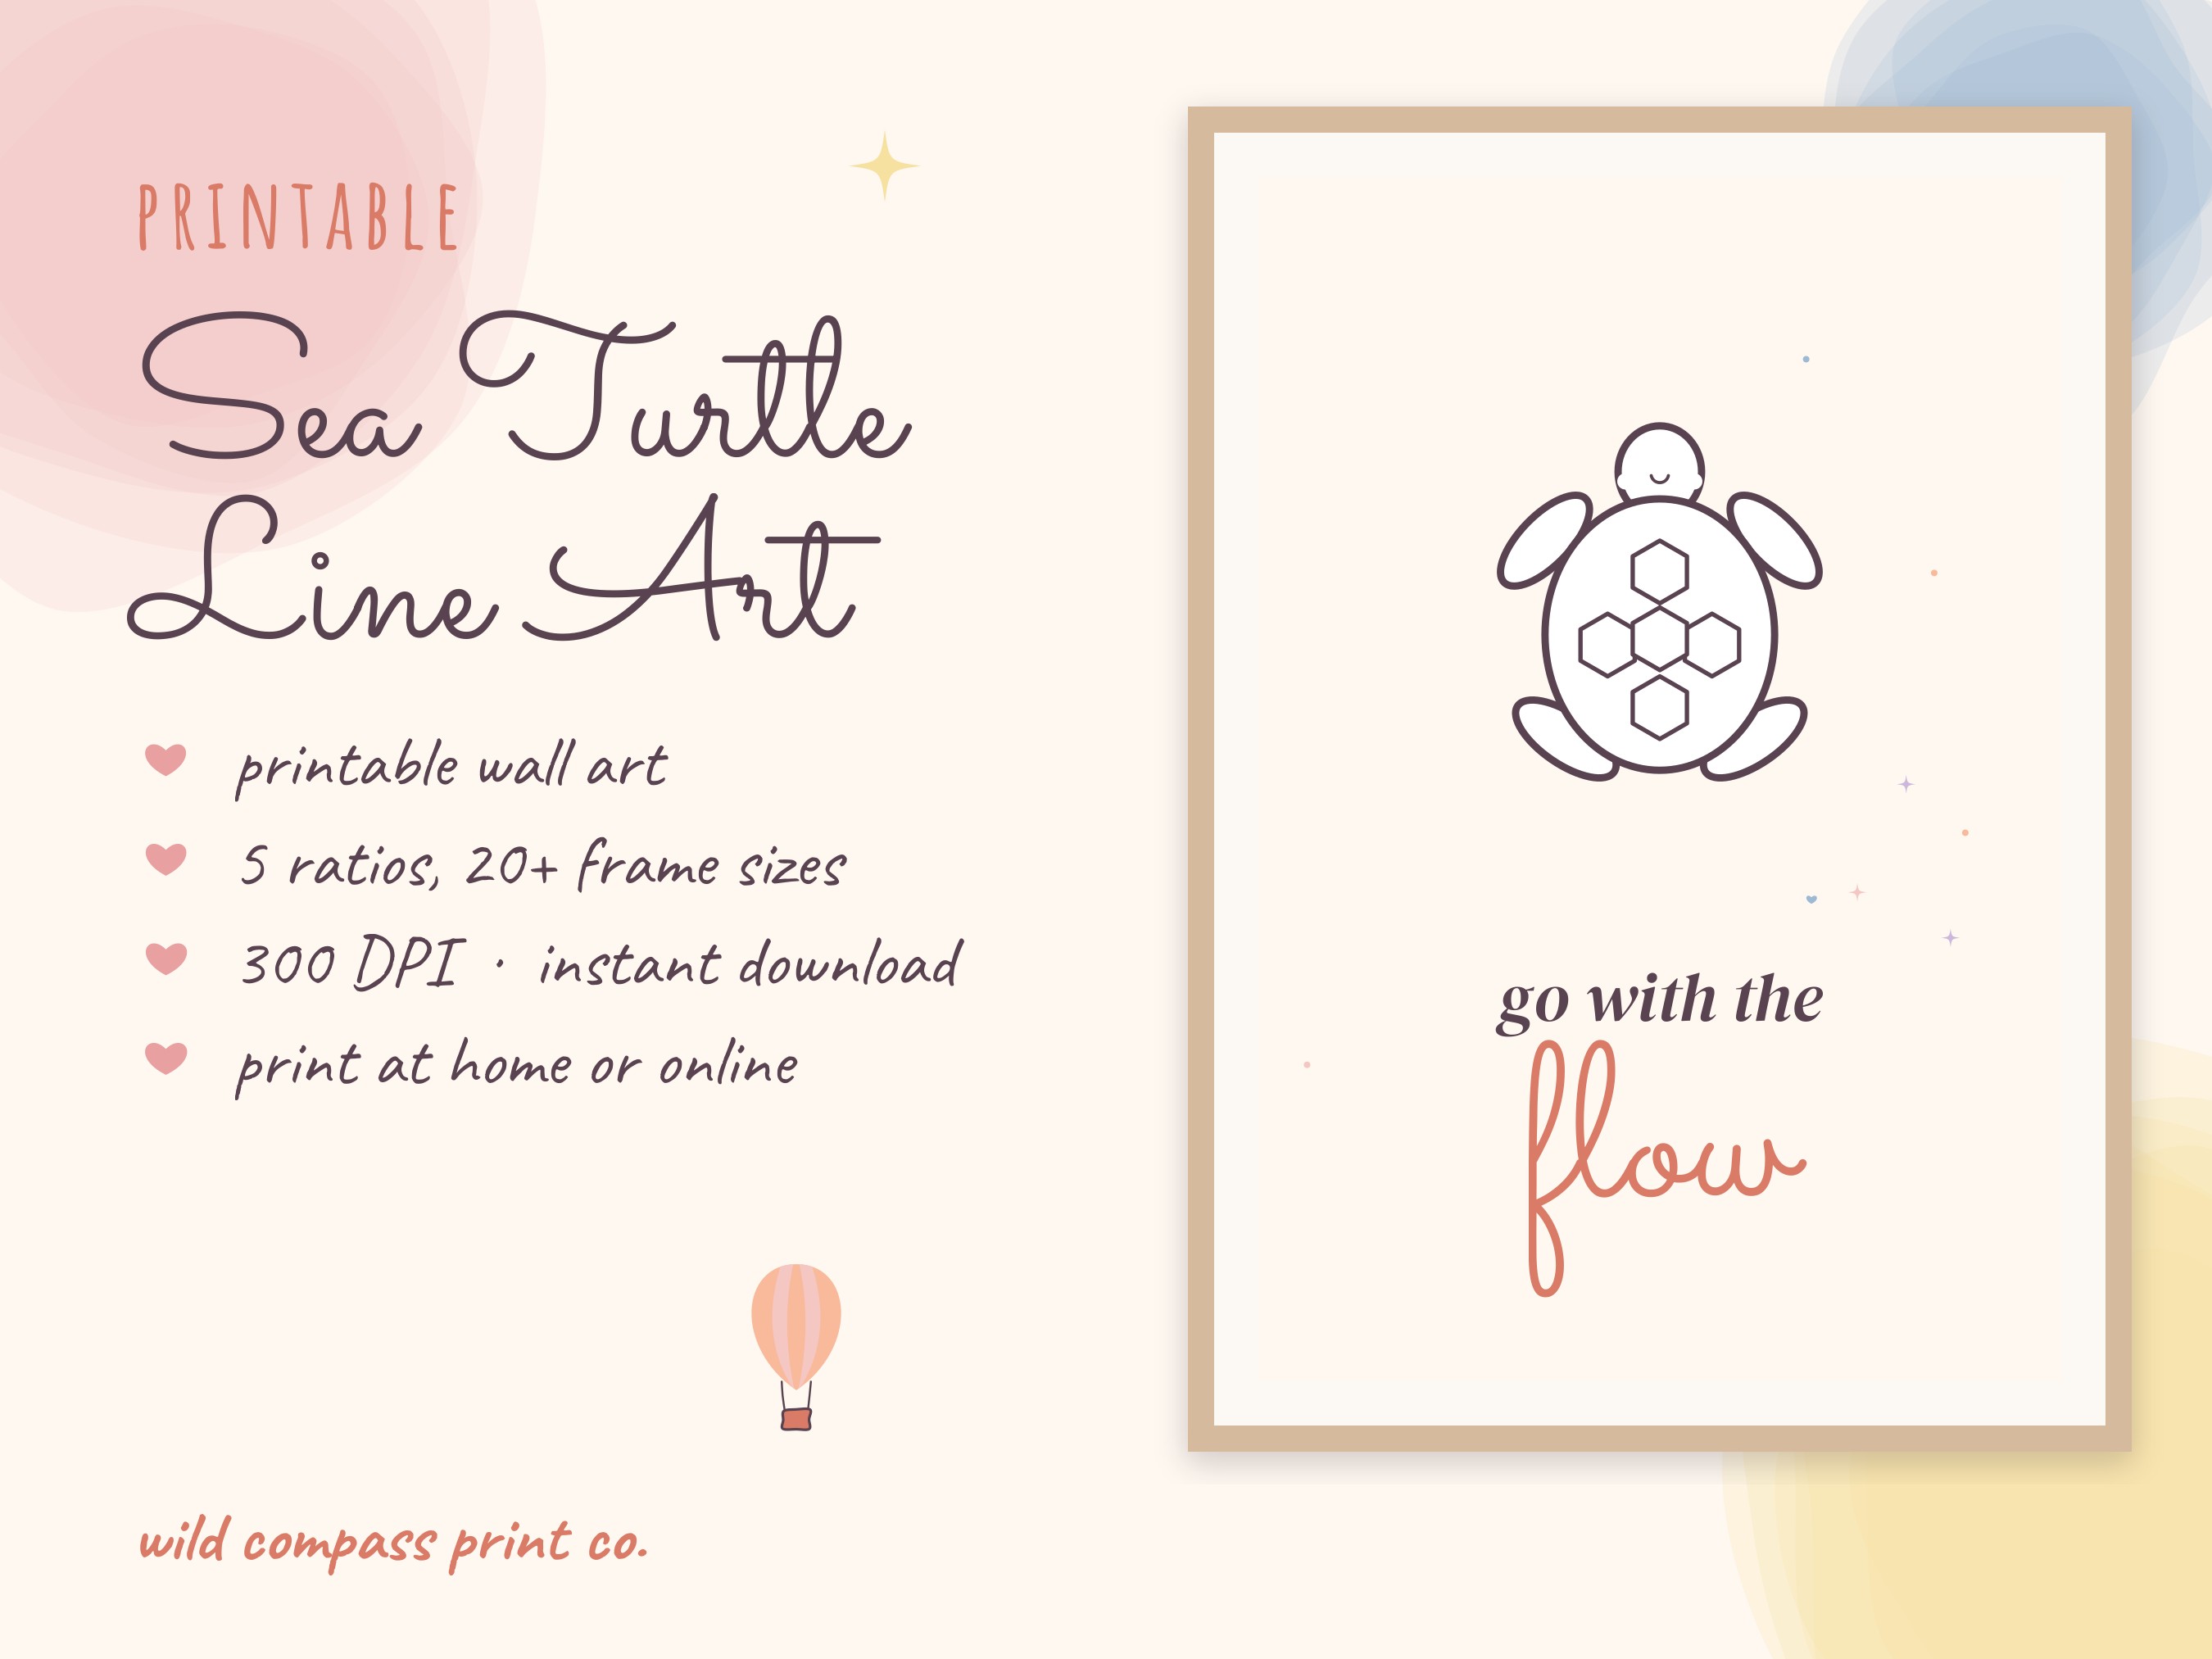 PRINTABLE
Sea Turtle
Line Art
printable wall art
5 ratios, 20+ frame sizes
300 DPI · instant download
print at home or online
wild compass print co.
go with the
flow